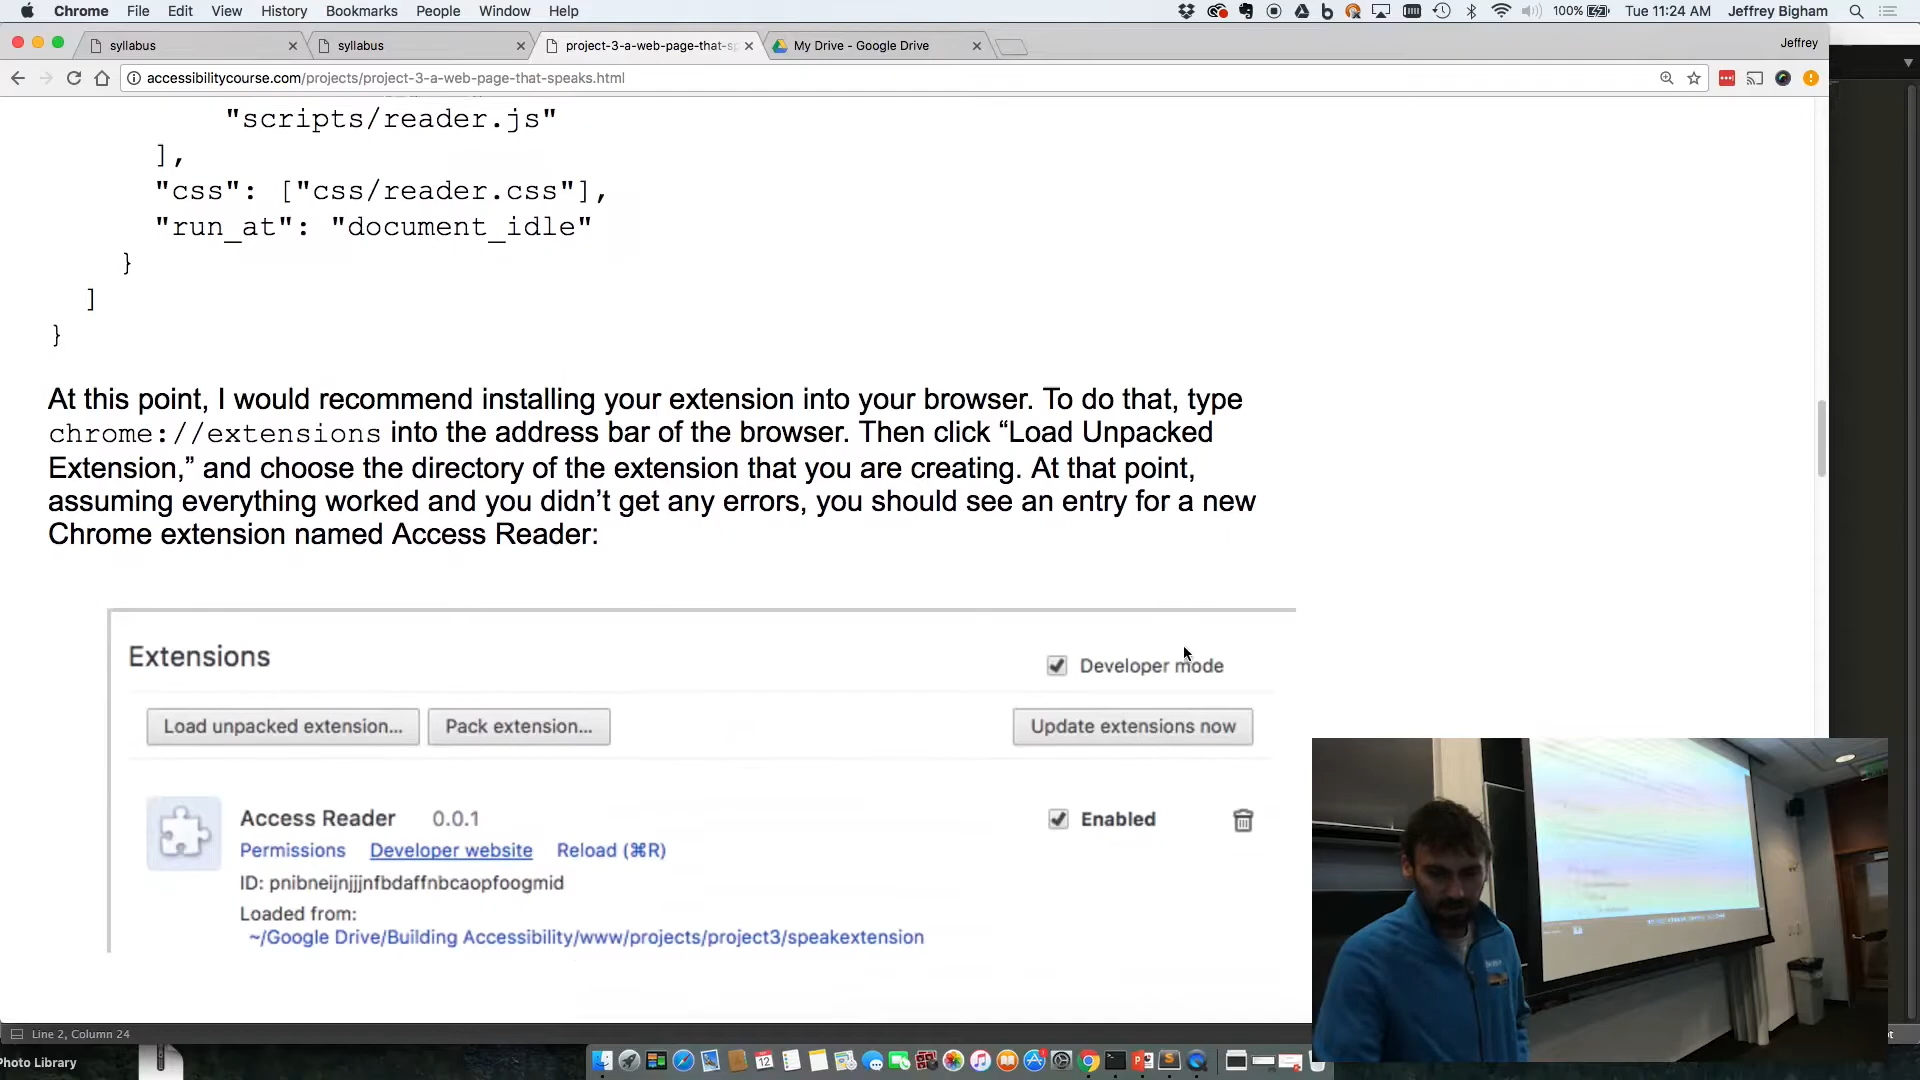 Chrome File Edit View History Bookmarks People Window Help
100% Tue 11:24 AM Jeffrey Bigham
syllabus
syllabus
project-3-a-web-page-that-sp
My Drive - Google Drive
Jeffrey
accessibilitycourse.com/projects/project-3-a-web-page-that-speaks.html
"scripts/reader.js"
],
"css": ["css/reader.css"],
"run_at": "document_idle"
}
]
}
At this point, I would recommend installing your extension into your browser. To do that, type
chrome://extensions into the address bar of the browser. Then click “Load Unpacked
Extension,” and choose the directory of the extension that you are creating. At that point,
assuming everything worked and you didn’t get any errors, you should see an entry for a new
Chrome extension named Access Reader:
Extensions
Developer mode
Load unpacked extension... Pack extension... Update extensions now
Access Reader 0.0.1
Enabled
Permissions Developer website Reload (⌘R)
ID: pnibneijnjjjnfbdaffnbcaopfoogmid
Loaded from:
~/Google Drive/Building Accessibility/www/projects/project3/speakextension
Line 2, Column 24
Photo Library